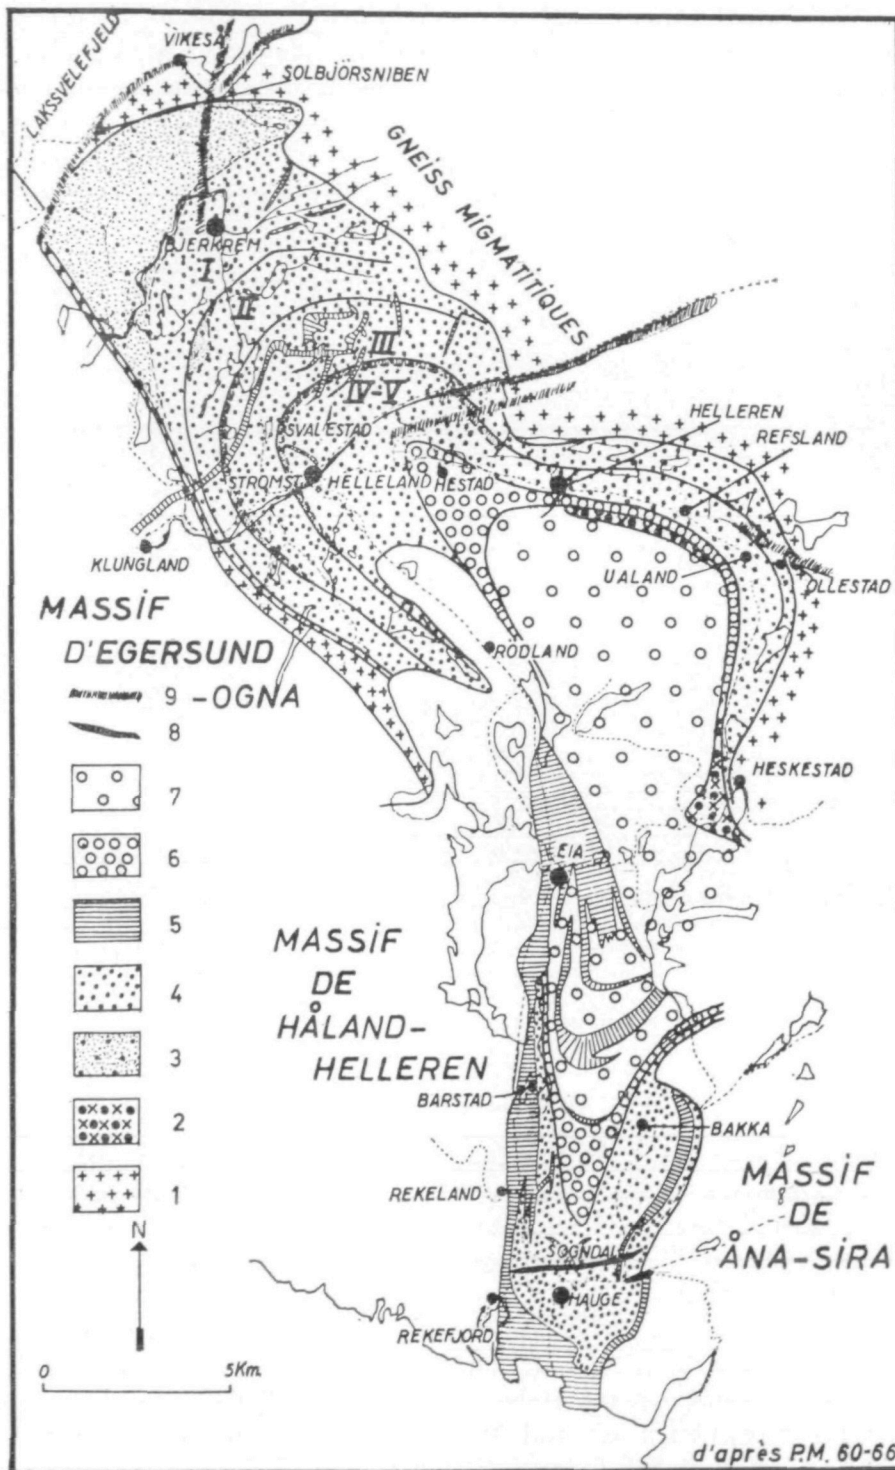 VIKESÅ
LAKSSVELEFJELD
SOLBJÖRSNIBEN
GNEISS MIGMATITIQUES
BJERKREM
I
II
III
IV-V
SVALESTAD
STRØMST.
HELLELAND
HESTAD
HELLEREN
REFSLAND
UALAND
OLLESTAD
KLUNGLAND
RODLAND
HESKESTAD
MASSIF
D'EGERSUND
-OGNA
9
8
7
6
5
4
3
2
1
N
0 5Km.
EIA
MASSIF
DE
HÅLAND-
HELLEREN
BARSTAD
BAKKA
REKELAND
MASSIF
DE
ÅNA-SIRA
SOGNDAL
HAUGE
REKEFJORD
d'après P.M. 60-66